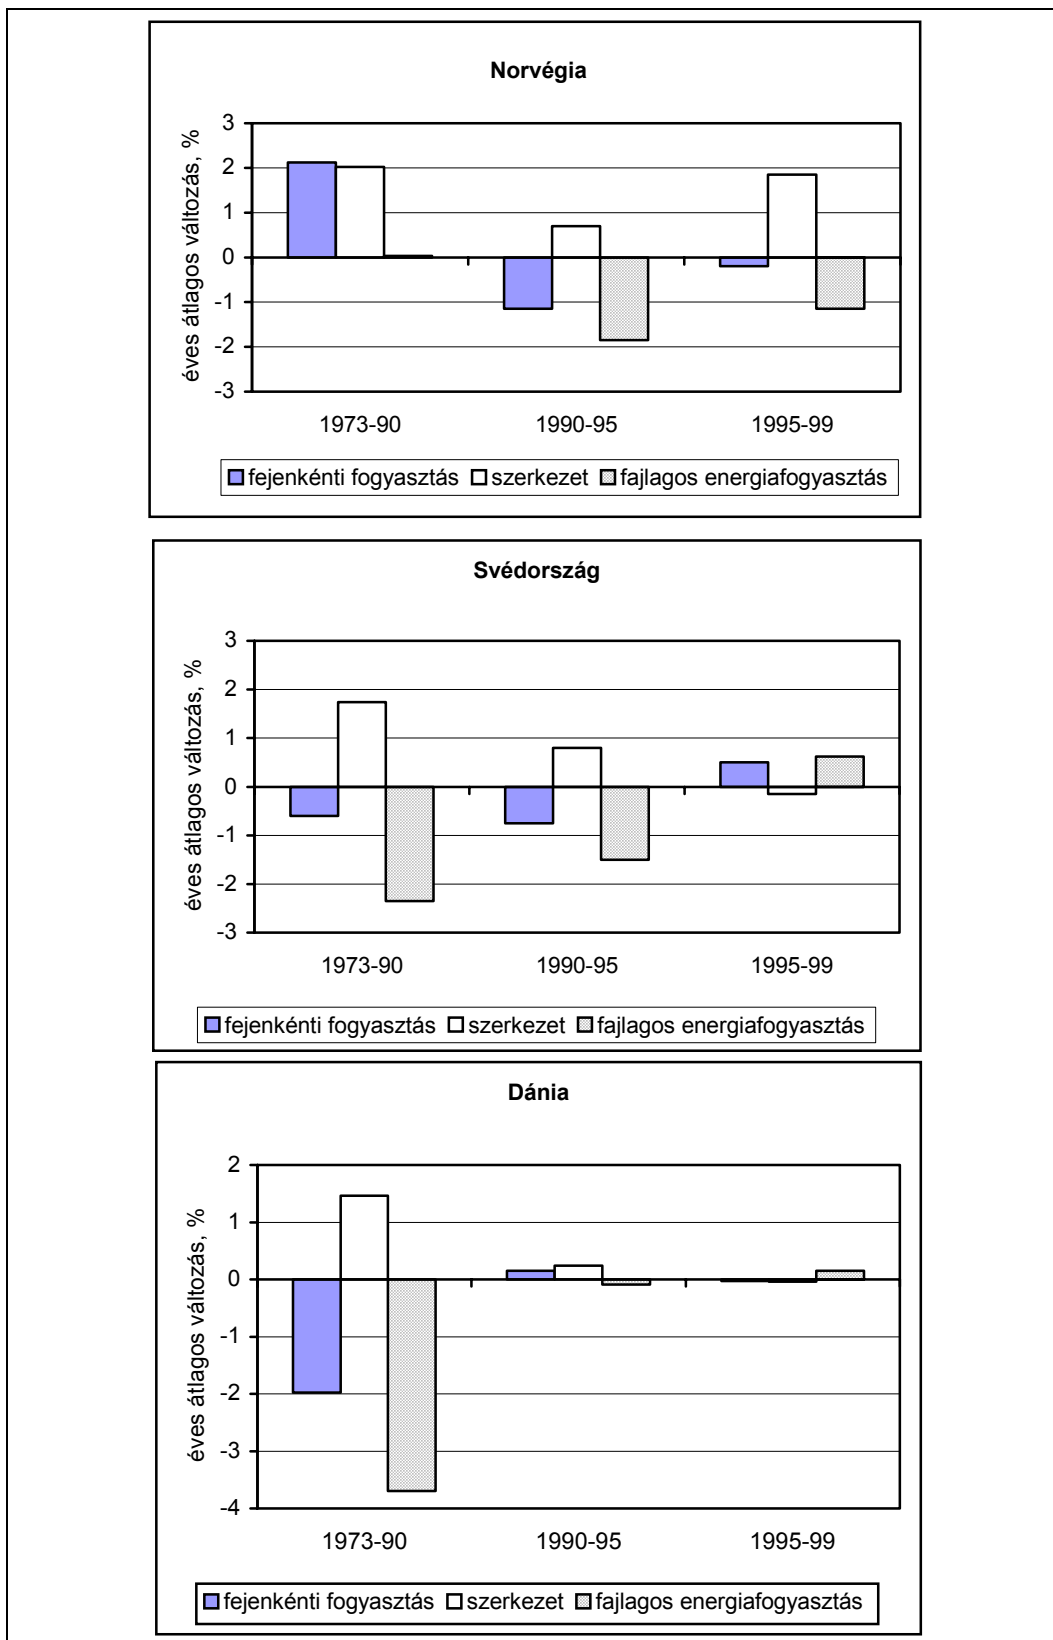 Norvégia
éves átlagos változás, %
3
2
1
0
-1
-2
-3
1973-90 1990-95 1995-99
fejenkénti fogyasztás szerkezet fajlagos energiafogyasztás
Svédország
éves átlagos változás, %
3
2
1
0
-1
-2
-3
1973-90 1990-95 1995-99
fejenkénti fogyasztás szerkezet fajlagos energiafogyasztás
Dánia
éves átlagos változás, %
2
1
0
-1
-2
-3
-4
1973-90 1990-95 1995-99
fejenkénti fogyasztás szerkezet fajlagos energiafogyasztás